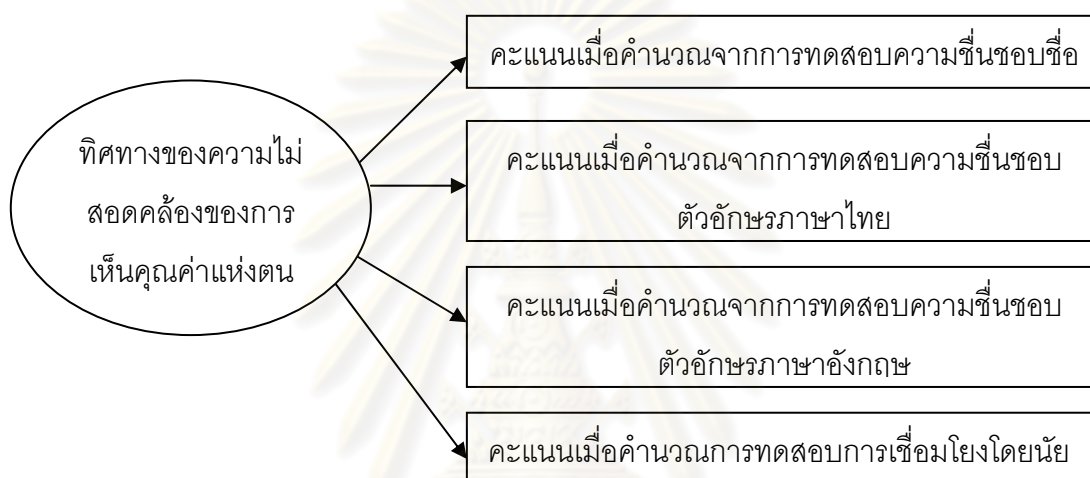 คะแนนเมื่อคำนวณจากการทดสอบความชื่นชอบชื่อ
ทิศทางของความไม่
สอดคล้องของการ
เห็นคุณค่าแห่งตน
คะแนนเมื่อคำนวณจากการทดสอบความชื่นชอบ
ตัวอักษรภาษาไทย
คะแนนเมื่อคำนวณจากการทดสอบความชื่นชอบ
ตัวอักษรภาษาอังกฤษ
คะแนนเมื่อคำนวณการทดสอบการเชื่อมโยงโดยนัย